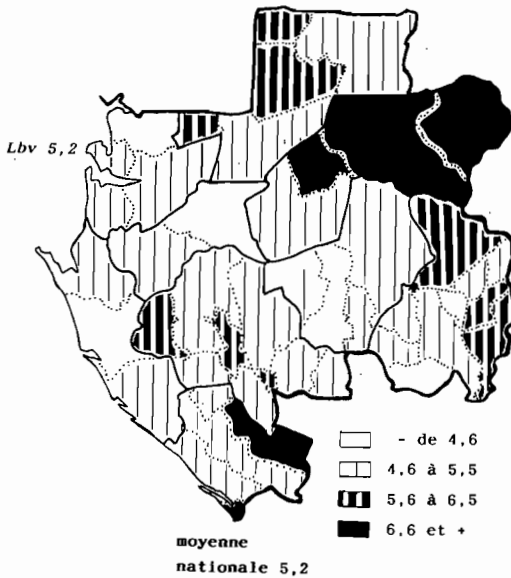 Lbv 5,2
- de 4,6
4,6 à 5,5
5,6 à 6,5
6,6 et +
moyenne
nationale 5,2